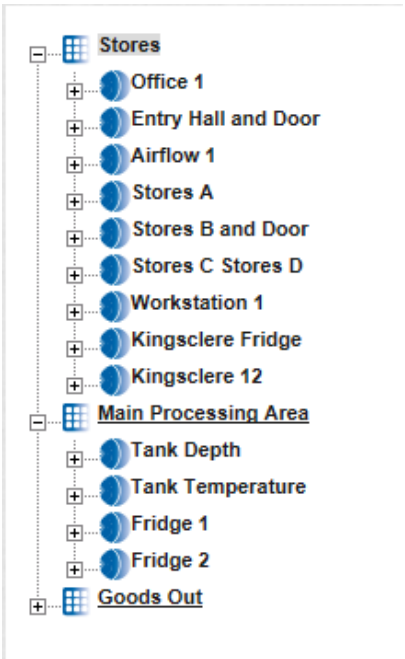 Stores
Office 1
Entry Hall and Door
Airflow 1
Stores A
Stores B and Door
Stores C Stores D
Workstation 1
Kingsclere Fridge
Kingsclere 12
Main Processing Area
Tank Depth
Tank Temperature
Fridge 1
Fridge 2
Goods Out